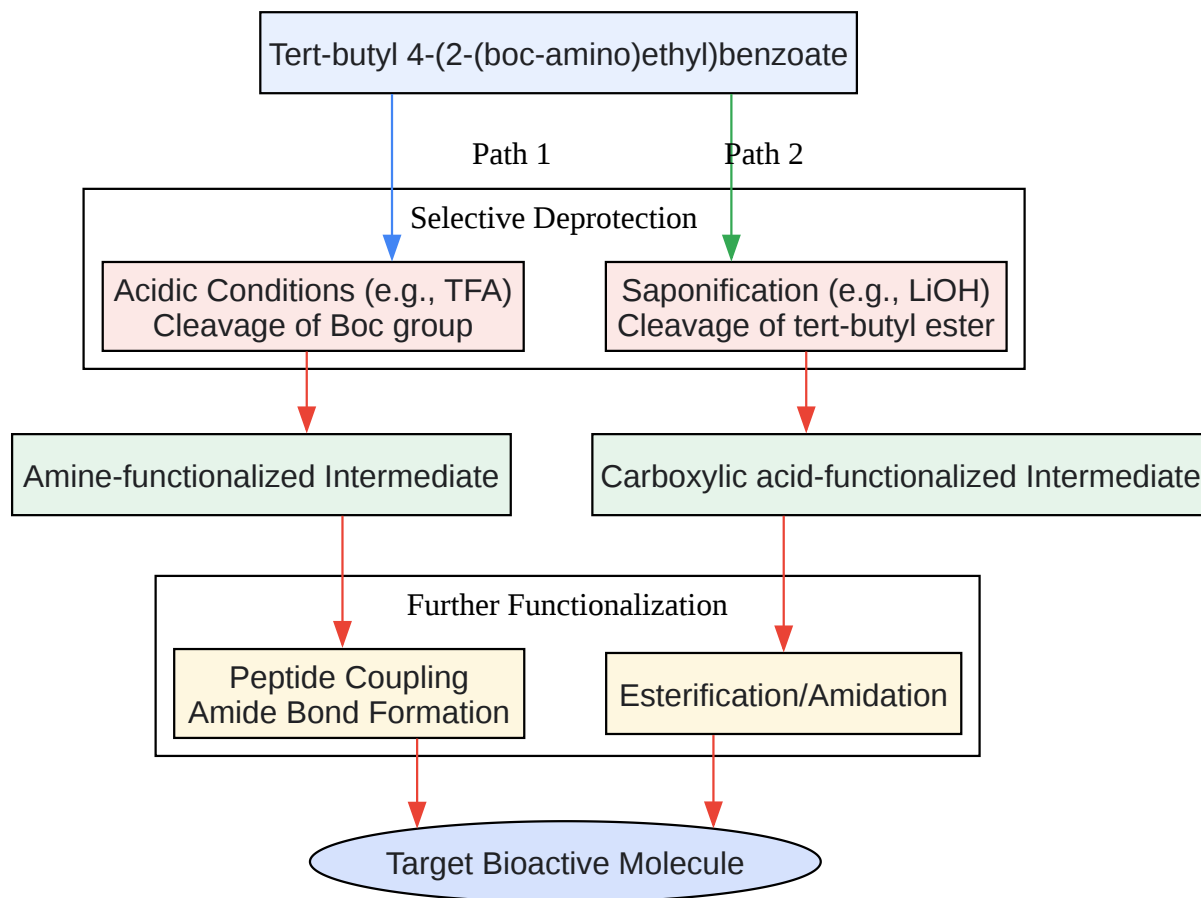 Tert-butyl 4-(2-(boc-amino)ethyl)benzoate
Path 1
Path 2
Selective Deprotection
Acidic Conditions (e.g., TFA)
Cleavage of Boc group
Saponification (e.g., LiOH)
Cleavage of tert-butyl ester
Amine-functionalized Intermediate
Carboxylic acid-functionalized Intermediate
Further Functionalization
Peptide Coupling
Amide Bond Formation
Esterification/Amidation
Target Bioactive Molecule